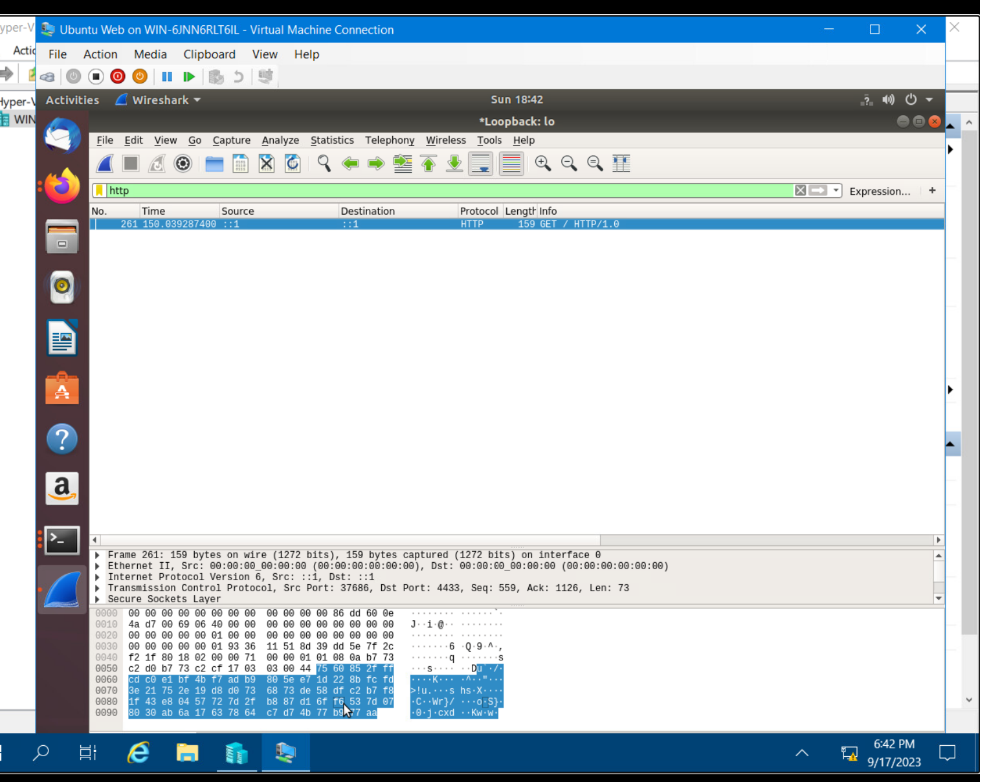 yper-V
Ubuntu Web on WIN-6JNN6RLT6IL - Virtual Machine Connection
Actic
File Action Media Clipboard View Help
Hyper-V
Activities Wireshark Sun 18:42
WIN
*Loopback: lo
File Edit View Go Capture Analyze Statistics Telephony Wireless Tools Help
http Expression... +
No. Time Source Destination Protocol Length Info
261 150.039287400 ::1 ::1 HTTP 159 GET / HTTP/1.0
Frame 261: 159 bytes on wire (1272 bits), 159 bytes captured (1272 bits) on interface 0
Ethernet II, Src: 00:00:00_00:00:00 (00:00:00:00:00:00), Dst: 00:00:00_00:00:00 (00:00:00:00:00:00)
Internet Protocol Version 6, Src: ::1, Dst: ::1
Transmission Control Protocol, Src Port: 37686, Dst Port: 4433, Seq: 559, Ack: 1126, Len: 73
Secure Sockets Layer
0000 00 00 00 00 00 00 00 00 00 00 00 00 86 dd 60 0e ········ ······`·
0010 4a d7 00 69 06 40 00 00 00 00 00 00 00 00 00 00 J··i·@·· ········
0020 00 00 00 00 00 01 00 00 00 00 00 00 00 00 00 00 ········ ········
0030 00 00 00 00 00 01 93 36 11 51 8d 39 dd 5e 7f 2c ·······6 ·Q·9·^·,
0040 f2 1f 80 18 02 00 00 71 00 00 01 01 08 0a b7 73 ·······q ·······s
0050 c2 d0 b7 73 c2 cf 17 03 03 00 44 75 60 85 2f ff ···s···· ··Du`·/·
0060 cd c0 e1 bf 4b f7 ad b9 80 5e e7 1d 22 8b fc fd ····K··· ·^··"···
0070 3e 21 75 2e 19 d8 d0 73 68 73 de 58 df c2 b7 f8 >!u.···s hs·X····
0080 1f 43 e8 04 57 72 7d 2f b8 87 d1 6f f6 53 7d 07 ·C··Wr}/ ···o·S}·
0090 80 30 ab 6a 17 63 78 64 c7 d7 4b 77 b9 77 aa ·0·j·cxd ··Kw·w·
6:42 PM
9/17/2023